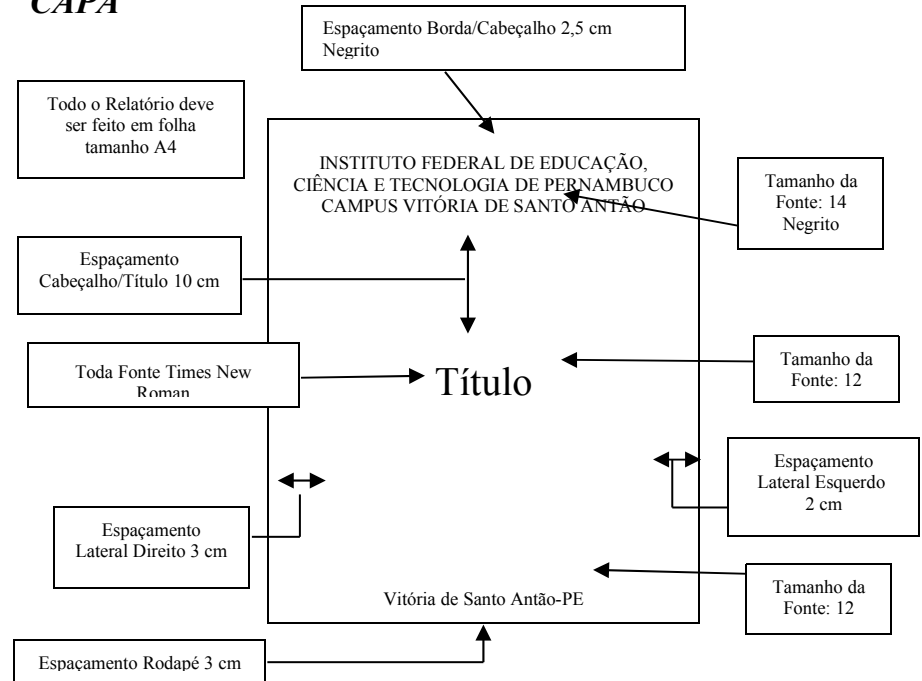 CAPA
Espaçamento Borda/Cabeçalho 2,5 cm
Negrito
Todo o Relatório deve
ser feito em folha
tamanho A4
INSTITUTO FEDERAL DE EDUCAÇÃO,
CIÊNCIA E TECNOLOGIA DE PERNAMBUCO
CAMPUS VITÓRIA DE SANTO ANTÃO
Tamanho da
Fonte: 14
Negrito
Espaçamento
Cabeçalho/Título 10 cm
Toda Fonte Times New
Roman
Título
Tamanho da
Fonte: 12
Espaçamento
Lateral Esquerdo
2 cm
Espaçamento
Lateral Direito 3 cm
Vitória de Santo Antão-PE
Tamanho da
Fonte: 12
Espaçamento Rodapé 3 cm